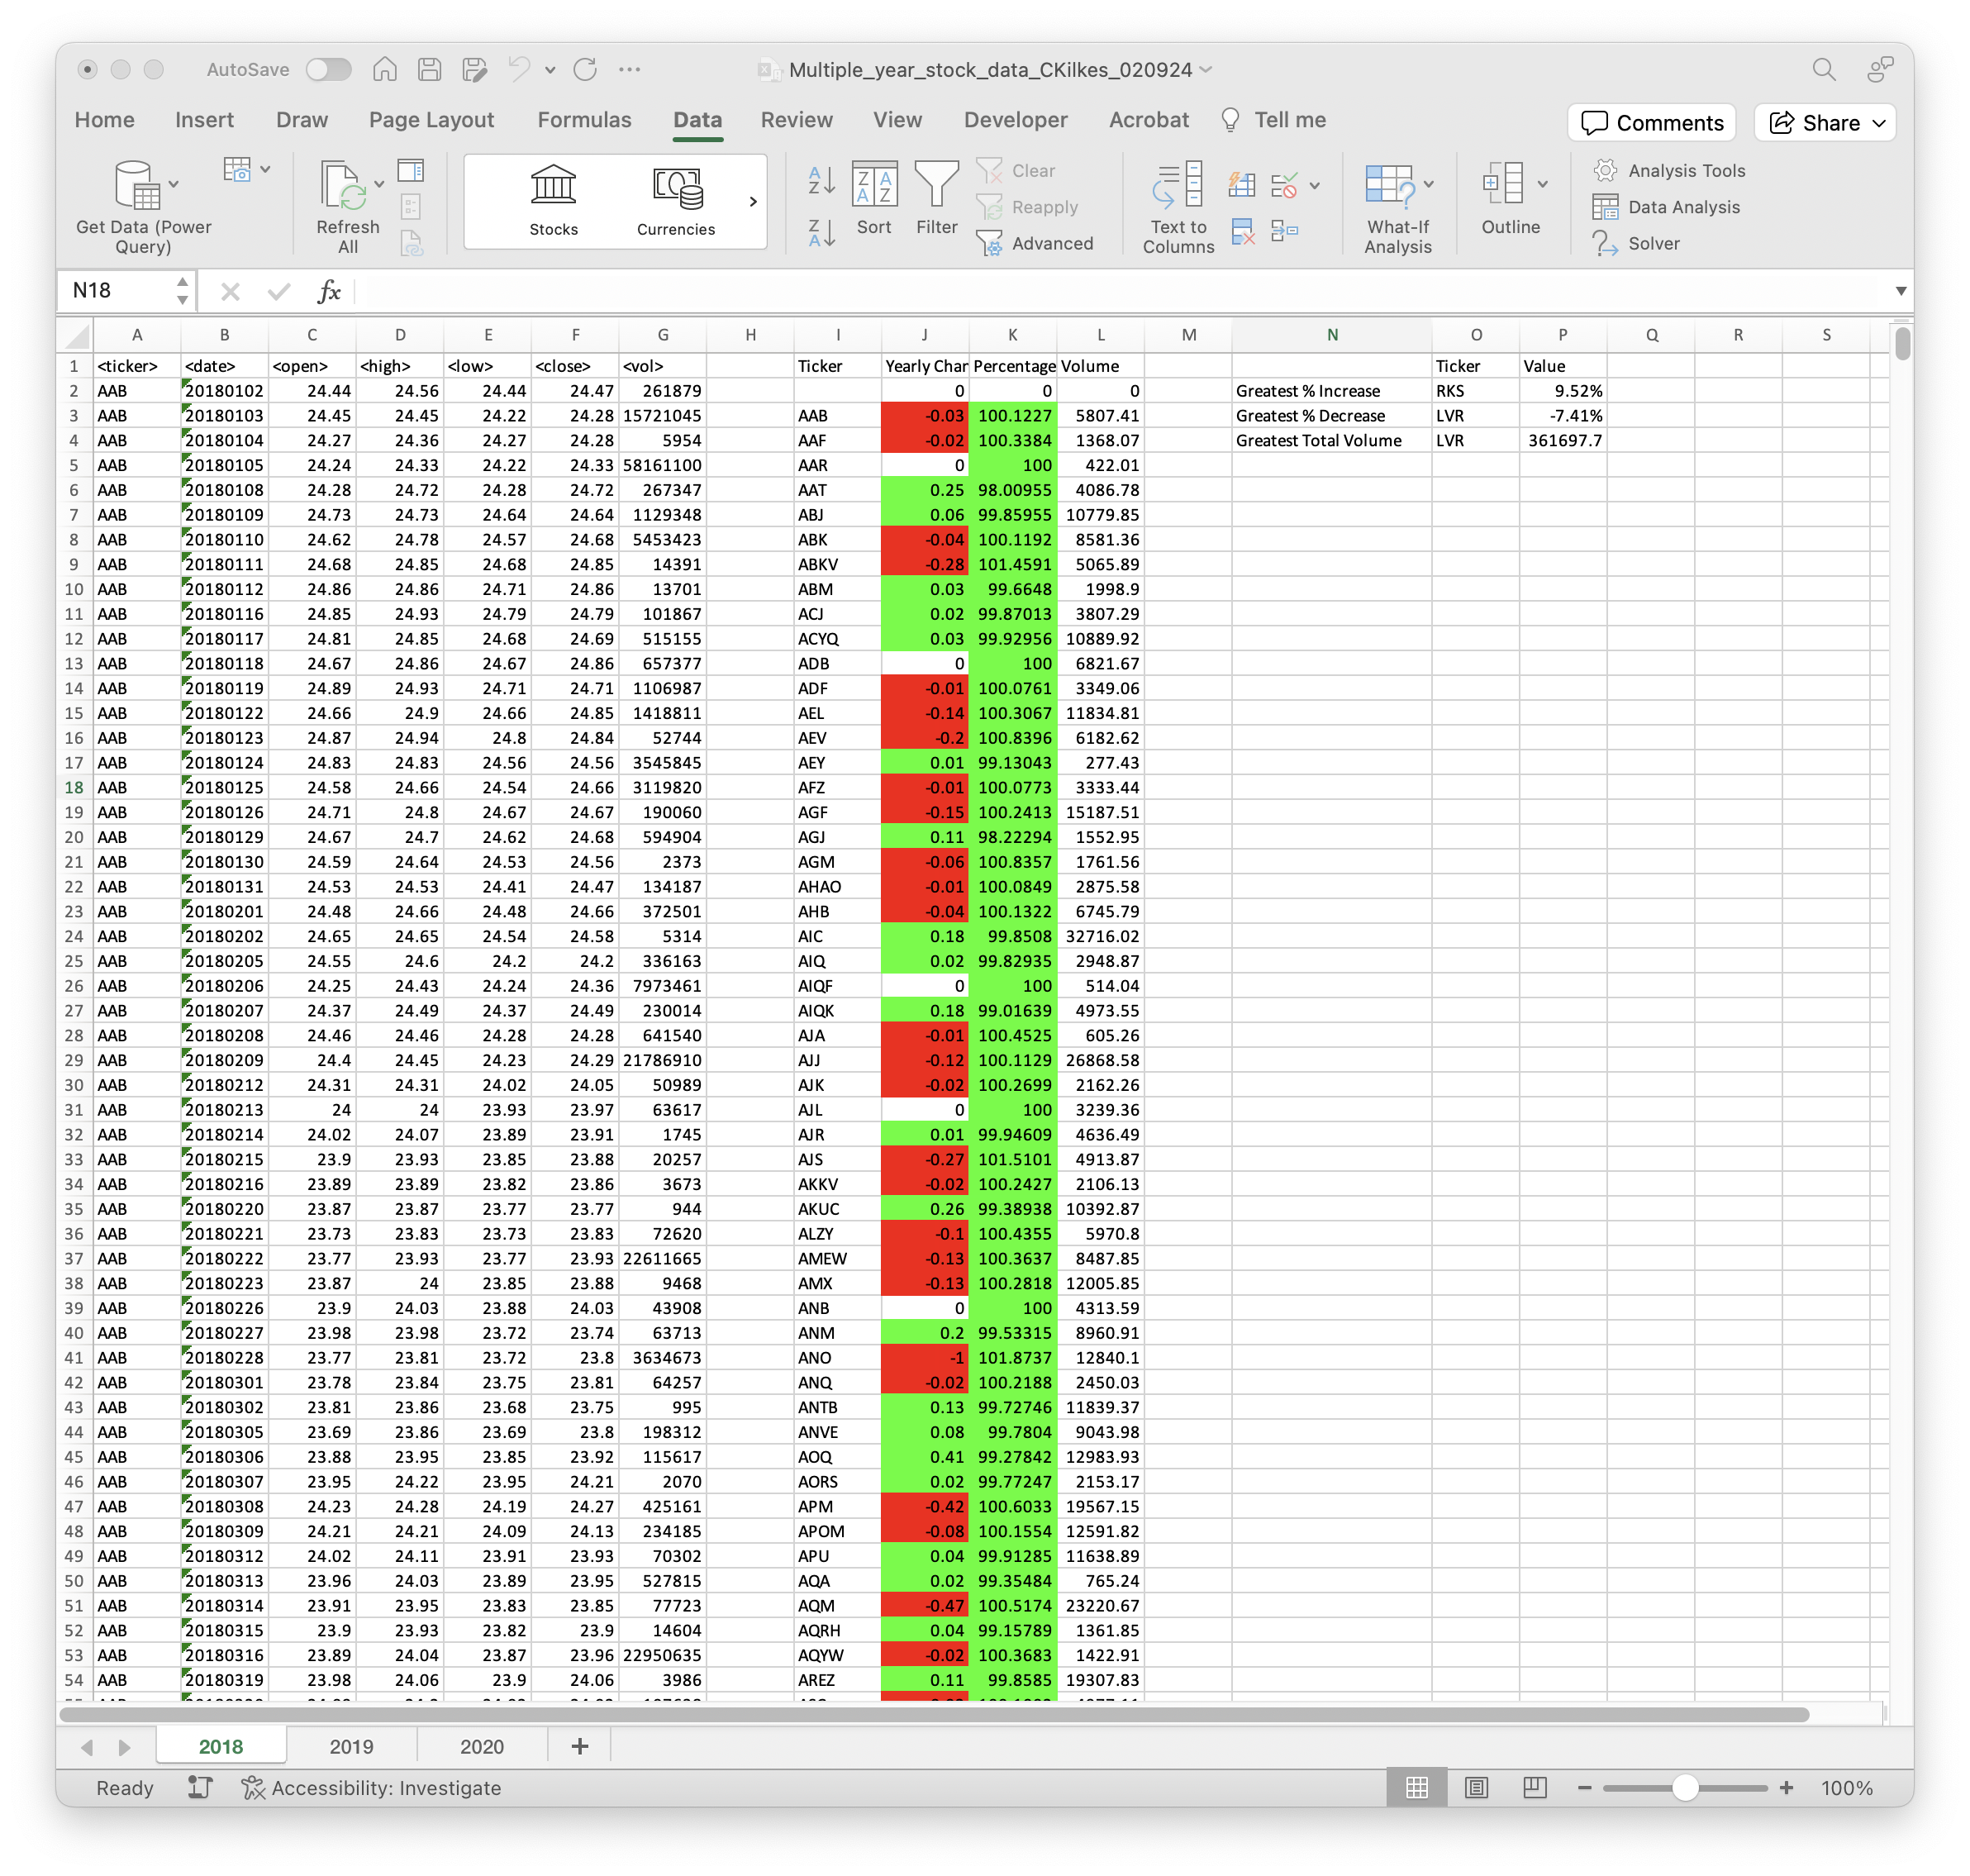 AutoSave
Multiple_year_stock_data_CKilkes_020924
Home Insert Draw Page Layout Formulas Data Review View Developer Acrobat Tell me Comments Share
Get Data (Power Query)
Refresh All
Stocks Currencies
Sort Filter
Clear
Reapply
Advanced
Text to Columns
What-If Analysis
Outline
Analysis Tools
Data Analysis
Solver
N18 fx
A B C D E F G H I J K L M N O P Q R S
1 <ticker> <date> <open> <high> <low> <close> <vol> Ticker Yearly Char Percentage Volume Ticker Value
2 AAB 20180102 24.44 24.56 24.44 24.47 261879 0 0 0 Greatest % Increase RKS 9.52%
3 AAB 20180103 24.45 24.45 24.22 24.28 15721045 AAB -0.03 100.1227 5807.41 Greatest % Decrease LVR -7.41%
4 AAB 20180104 24.27 24.36 24.27 24.28 5954 AAF -0.02 100.3384 1368.07 Greatest Total Volume LVR 361697.7
5 AAB 20180105 24.24 24.33 24.22 24.33 58161100 AAR 0 100 422.01
6 AAB 20180108 24.28 24.72 24.28 24.72 267347 AAT 0.25 98.00955 4086.78
7 AAB 20180109 24.73 24.73 24.64 24.64 1129348 ABJ 0.06 99.85955 10779.85
8 AAB 20180110 24.62 24.78 24.57 24.68 5453423 ABK -0.04 100.1192 8581.36
9 AAB 20180111 24.68 24.85 24.68 24.85 14391 ABKV -0.28 101.4591 5065.89
10 AAB 20180112 24.86 24.86 24.71 24.86 13701 ABM 0.03 99.6648 1998.9
11 AAB 20180116 24.85 24.93 24.79 24.79 101867 ACJ 0.02 99.87013 3807.29
12 AAB 20180117 24.81 24.85 24.68 24.69 515155 ACYQ 0.03 99.92956 10889.92
13 AAB 20180118 24.67 24.86 24.67 24.86 657377 ADB 0 100 6821.67
14 AAB 20180119 24.89 24.93 24.71 24.71 1106987 ADF -0.01 100.0761 3349.06
15 AAB 20180122 24.66 24.9 24.66 24.85 1418811 AEL -0.14 100.3067 11834.81
16 AAB 20180123 24.87 24.94 24.8 24.84 52744 AEV -0.2 100.8396 6182.62
17 AAB 20180124 24.83 24.83 24.56 24.56 3545845 AEY 0.01 99.13043 277.43
18 AAB 20180125 24.58 24.66 24.54 24.66 3119820 AFZ -0.01 100.0773 3333.44
19 AAB 20180126 24.71 24.8 24.67 24.67 190060 AGF -0.15 100.2413 15187.51
20 AAB 20180129 24.67 24.7 24.62 24.68 594904 AGJ 0.11 98.22294 1552.95
21 AAB 20180130 24.59 24.64 24.53 24.56 2373 AGM -0.06 100.8357 1761.56
22 AAB 20180131 24.53 24.53 24.41 24.47 134187 AHAO -0.01 100.0849 2875.58
23 AAB 20180201 24.48 24.66 24.48 24.66 372501 AHB -0.04 100.1322 6745.79
24 AAB 20180202 24.65 24.65 24.54 24.58 5314 AIC 0.18 99.8508 32716.02
25 AAB 20180205 24.55 24.6 24.2 24.2 336163 AIQ 0.02 99.82935 2948.87
26 AAB 20180206 24.25 24.43 24.24 24.36 7973461 AIQF 0 100 514.04
27 AAB 20180207 24.37 24.49 24.37 24.49 230014 AIQK 0.18 99.01639 4973.55
28 AAB 20180208 24.46 24.46 24.28 24.28 641540 AJA -0.01 100.4525 605.26
29 AAB 20180209 24.4 24.45 24.23 24.29 21786910 AJJ -0.12 100.1129 26868.58
30 AAB 20180212 24.31 24.31 24.02 24.05 50989 AJK -0.02 100.2699 2162.26
31 AAB 20180213 24 24 23.93 23.97 63617 AJL 0 100 3239.36
32 AAB 20180214 24.02 24.07 23.89 23.91 1745 AJR 0.01 99.94609 4636.49
33 AAB 20180215 23.9 23.93 23.85 23.88 20257 AJS -0.27 101.5101 4913.87
34 AAB 20180216 23.89 23.89 23.82 23.86 3673 AKKV -0.02 100.2427 2106.13
35 AAB 20180220 23.87 23.87 23.77 23.77 944 AKUC 0.26 99.38938 10392.87
36 AAB 20180221 23.73 23.83 23.73 23.83 72620 ALZY -0.1 100.4355 5970.8
37 AAB 20180222 23.77 23.93 23.77 23.93 22611665 AMEW -0.13 100.3637 8487.85
38 AAB 20180223 23.87 24 23.85 23.88 9468 AMX -0.13 100.2818 12005.85
39 AAB 20180226 23.9 24.03 23.88 24.03 43908 ANB 0 100 4313.59
40 AAB 20180227 23.98 23.98 23.72 23.74 63713 ANM 0.2 99.53315 8960.91
41 AAB 20180228 23.77 23.81 23.72 23.8 3634673 ANO -1 101.8737 12840.1
42 AAB 20180301 23.78 23.84 23.75 23.81 64257 ANQ -0.02 100.2188 2450.03
43 AAB 20180302 23.81 23.86 23.68 23.75 995 ANTB 0.13 99.72746 11839.37
44 AAB 20180305 23.69 23.86 23.69 23.8 198312 ANVE 0.08 99.7804 9043.98
45 AAB 20180306 23.88 23.95 23.85 23.92 115617 AOQ 0.41 99.27842 12983.93
46 AAB 20180307 23.95 24.22 23.95 24.21 2070 AORS 0.02 99.77247 2153.17
47 AAB 20180308 24.23 24.28 24.19 24.27 425161 APM -0.42 100.6033 19567.15
48 AAB 20180309 24.21 24.21 24.09 24.13 234185 APOM -0.08 100.1554 12591.82
49 AAB 20180312 24.02 24.11 23.91 23.93 70302 APU 0.04 99.91285 11638.89
50 AAB 20180313 23.96 24.03 23.89 23.95 527815 AQA 0.02 99.35484 765.24
51 AAB 20180314 23.91 23.95 23.83 23.85 77723 AQM -0.47 100.5174 23220.67
52 AAB 20180315 23.9 23.93 23.82 23.9 14604 AQRH 0.04 99.15789 1361.85
53 AAB 20180316 23.89 24.04 23.87 23.96 22950635 AQYW -0.02 100.3683 1422.91
54 AAB 20180319 23.98 24.06 23.9 24.06 3986 AREZ 0.11 99.8585 19307.83
2018 2019 2020
Ready Accessibility: Investigate 100%